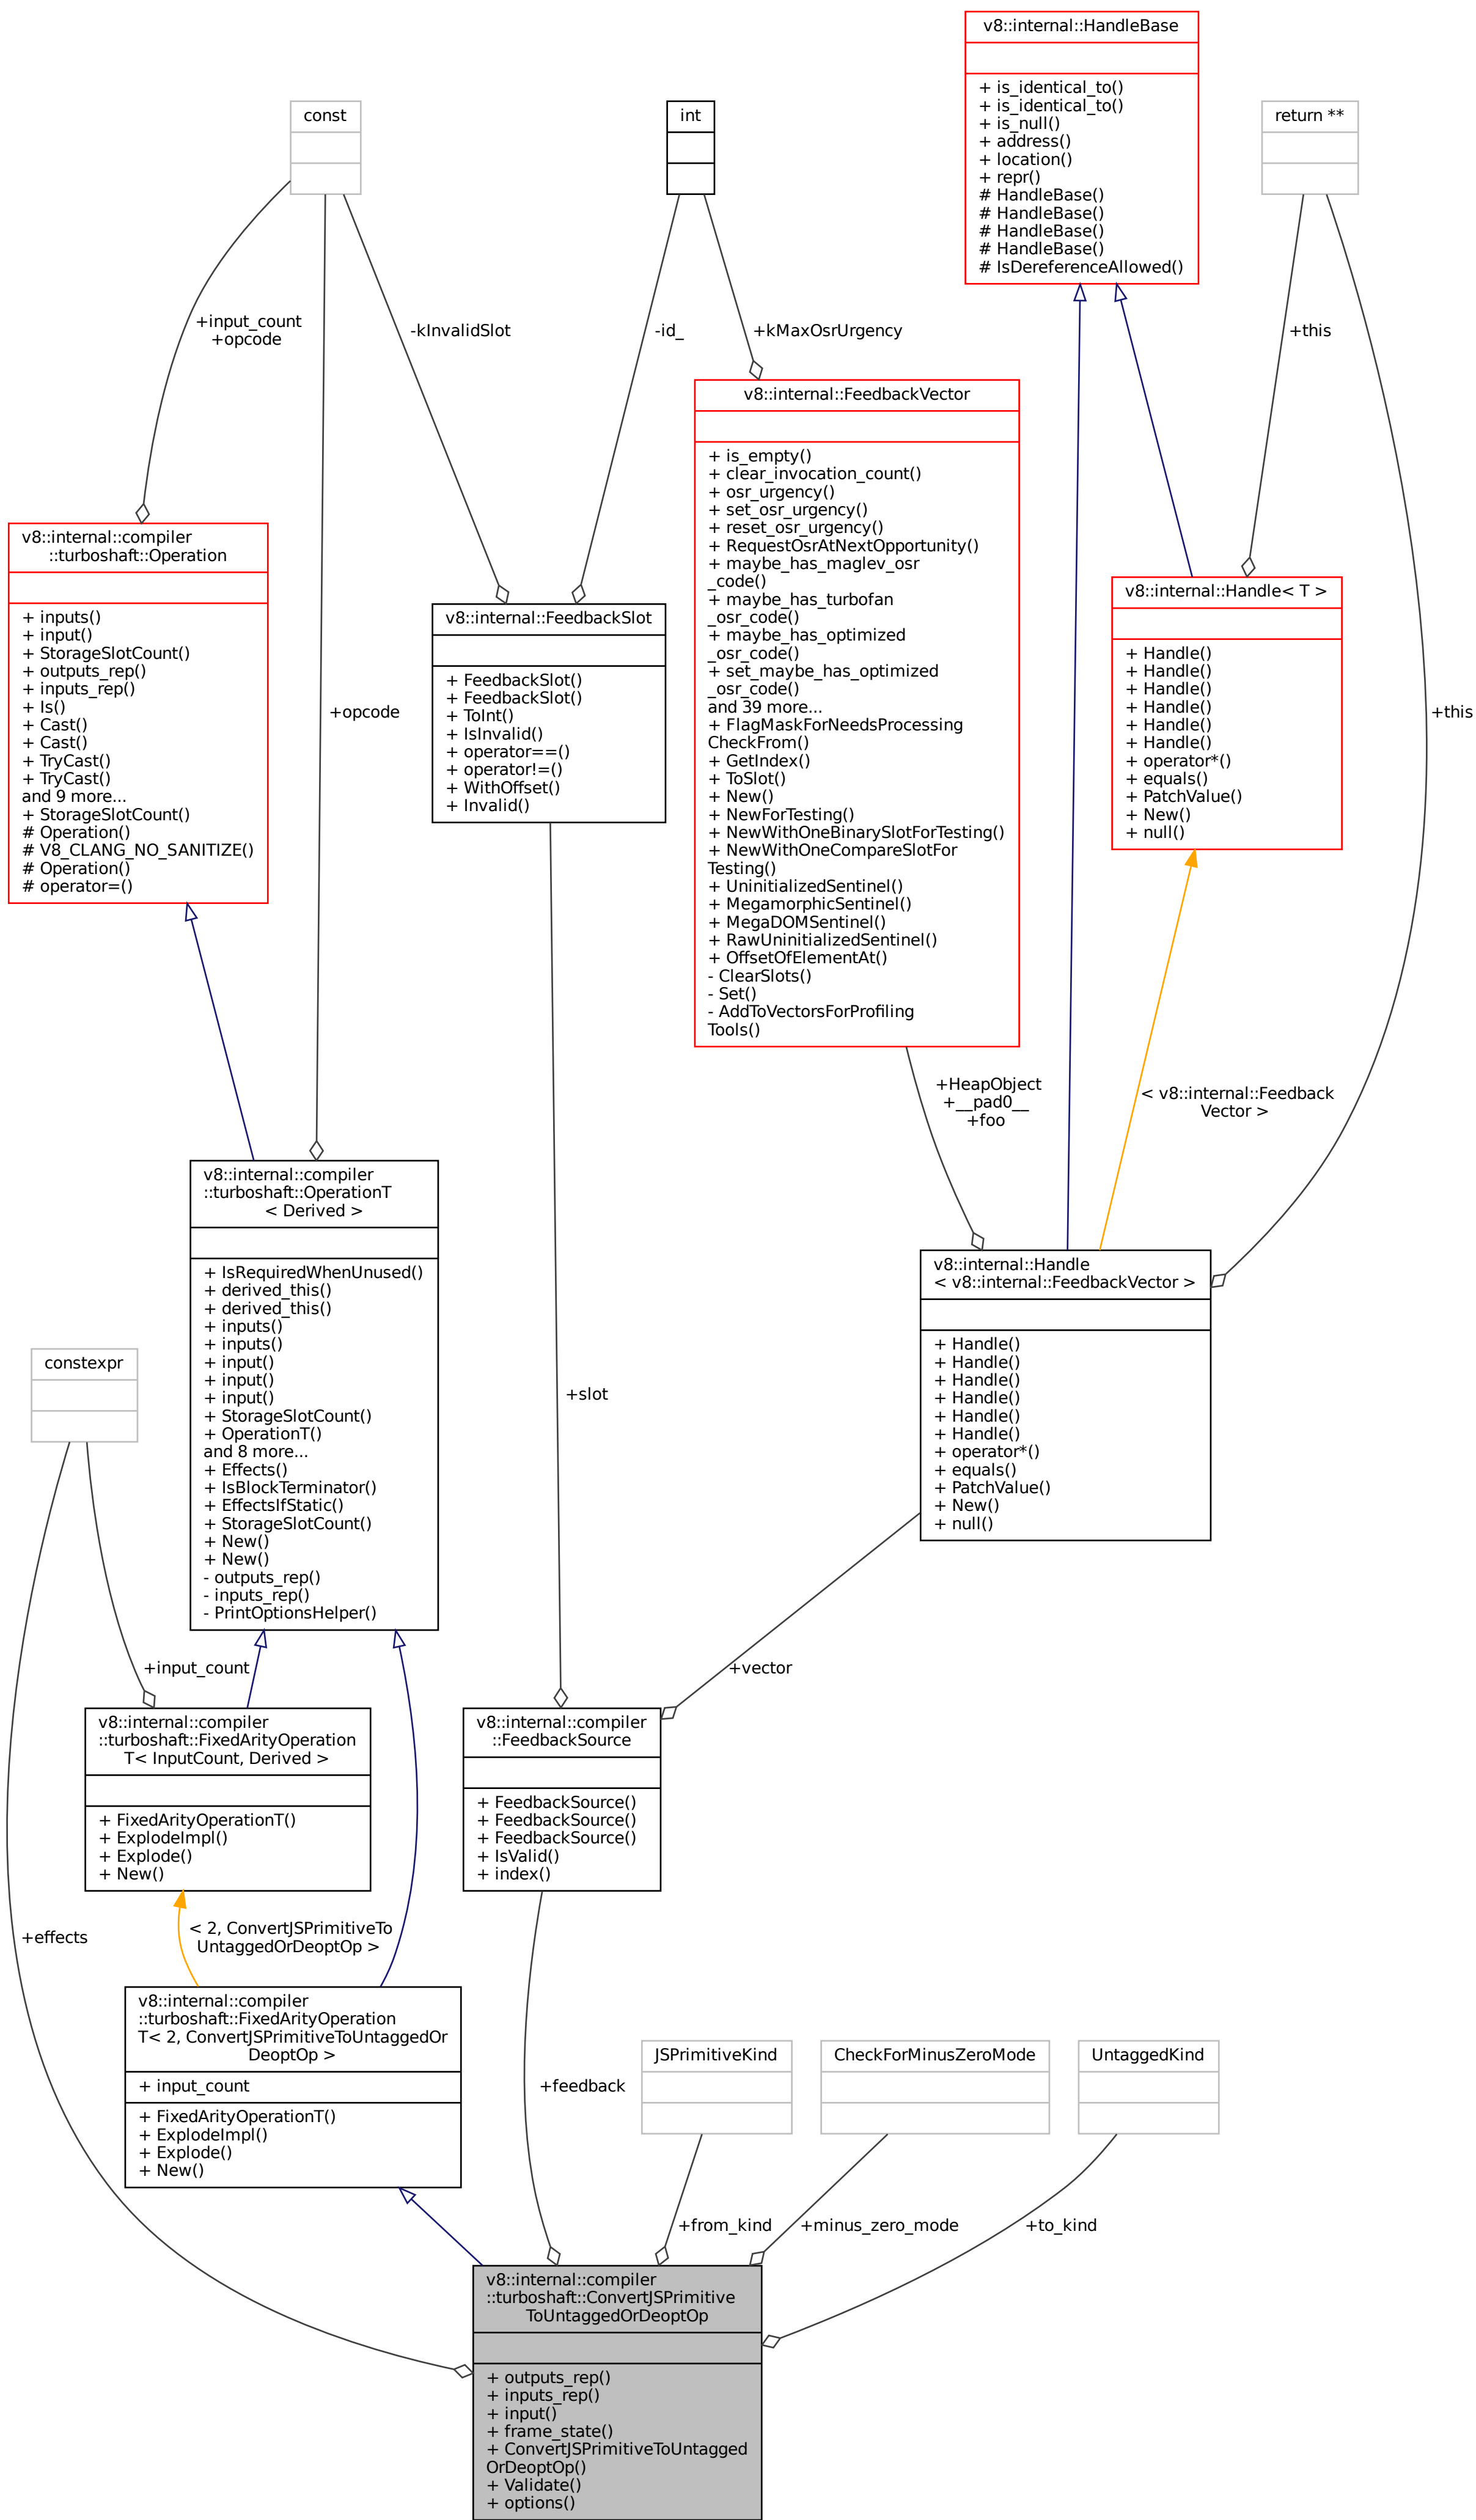 v8::internal::HandleBase
+ is_identical_to()
+ is_identical_to()
+ is_null()
+ address()
+ location()
+ repr()
# HandleBase()
# HandleBase()
# HandleBase()
# HandleBase()
# IsDereferenceAllowed()
const
int
return **
+input_count
+opcode
-kInvalidSlot
-id_
+kMaxOsrUrgency
+this
v8::internal::FeedbackVector
+ is_empty()
+ clear_invocation_count()
+ osr_urgency()
+ set_osr_urgency()
+ reset_osr_urgency()
+ RequestOsrAtNextOpportunity()
+ maybe_has_maglev_osr
_code()
+ maybe_has_turbofan
_osr_code()
+ maybe_has_optimized
_osr_code()
+ set_maybe_has_optimized
_osr_code()
and 39 more...
+ FlagMaskForNeedsProcessing
CheckFrom()
+ GetIndex()
+ ToSlot()
+ New()
+ NewForTesting()
+ NewWithOneBinarySlotForTesting()
+ NewWithOneCompareSlotFor
Testing()
+ UninitializedSentinel()
+ MegamorphicSentinel()
+ MegaDOMSentinel()
+ RawUninitializedSentinel()
+ OffsetOfElementAt()
- ClearSlots()
- Set()
- AddToVectorsForProfiling
Tools()
v8::internal::compiler
::turboshaft::Operation
+ inputs()
+ input()
+ StorageSlotCount()
+ outputs_rep()
+ inputs_rep()
+ Is()
+ Cast()
+ Cast()
+ TryCast()
+ TryCast()
and 9 more...
+ StorageSlotCount()
# Operation()
# V8_CLANG_NO_SANITIZE()
# Operation()
# operator=()
+opcode
v8::internal::FeedbackSlot
+ FeedbackSlot()
+ FeedbackSlot()
+ ToInt()
+ IsInvalid()
+ operator==()
+ operator!=()
+ WithOffset()
+ Invalid()
v8::internal::Handle< T >
+ Handle()
+ Handle()
+ Handle()
+ Handle()
+ Handle()
+ Handle()
+ operator*()
+ equals()
+ PatchValue()
+ New()
+ null()
+this
+HeapObject
+__pad0__
+foo
< v8::internal::Feedback
Vector >
v8::internal::compiler
::turboshaft::OperationT
< Derived >
+ IsRequiredWhenUnused()
+ derived_this()
+ derived_this()
+ inputs()
+ inputs()
+ input()
+ input()
+ input()
+ StorageSlotCount()
+ OperationT()
and 8 more...
+ Effects()
+ IsBlockTerminator()
+ EffectsIfStatic()
+ StorageSlotCount()
+ New()
+ New()
- outputs_rep()
- inputs_rep()
- PrintOptionsHelper()
v8::internal::Handle
< v8::internal::FeedbackVector >
+ Handle()
+ Handle()
+ Handle()
+ Handle()
+ Handle()
+ Handle()
+ operator*()
+ equals()
+ PatchValue()
+ New()
+ null()
constexpr
+slot
+input_count
+vector
v8::internal::compiler
::turboshaft::FixedArityOperation
T< InputCount, Derived >
+ FixedArityOperationT()
+ ExplodeImpl()
+ Explode()
+ New()
v8::internal::compiler
::FeedbackSource
+ FeedbackSource()
+ FeedbackSource()
+ FeedbackSource()
+ IsValid()
+ index()
+effects
< 2, ConvertJSPrimitiveTo
UntaggedOrDeoptOp >
v8::internal::compiler
::turboshaft::FixedArityOperation
T< 2, ConvertJSPrimitiveToUntaggedOr
DeoptOp >
+ input_count
+ FixedArityOperationT()
+ ExplodeImpl()
+ Explode()
+ New()
+feedback
JSPrimitiveKind
CheckForMinusZeroMode
UntaggedKind
+from_kind
+minus_zero_mode
+to_kind
v8::internal::compiler
::turboshaft::ConvertJSPrimitive
ToUntaggedOrDeoptOp
+ outputs_rep()
+ inputs_rep()
+ input()
+ frame_state()
+ ConvertJSPrimitiveToUntagged
OrDeoptOp()
+ Validate()
+ options()